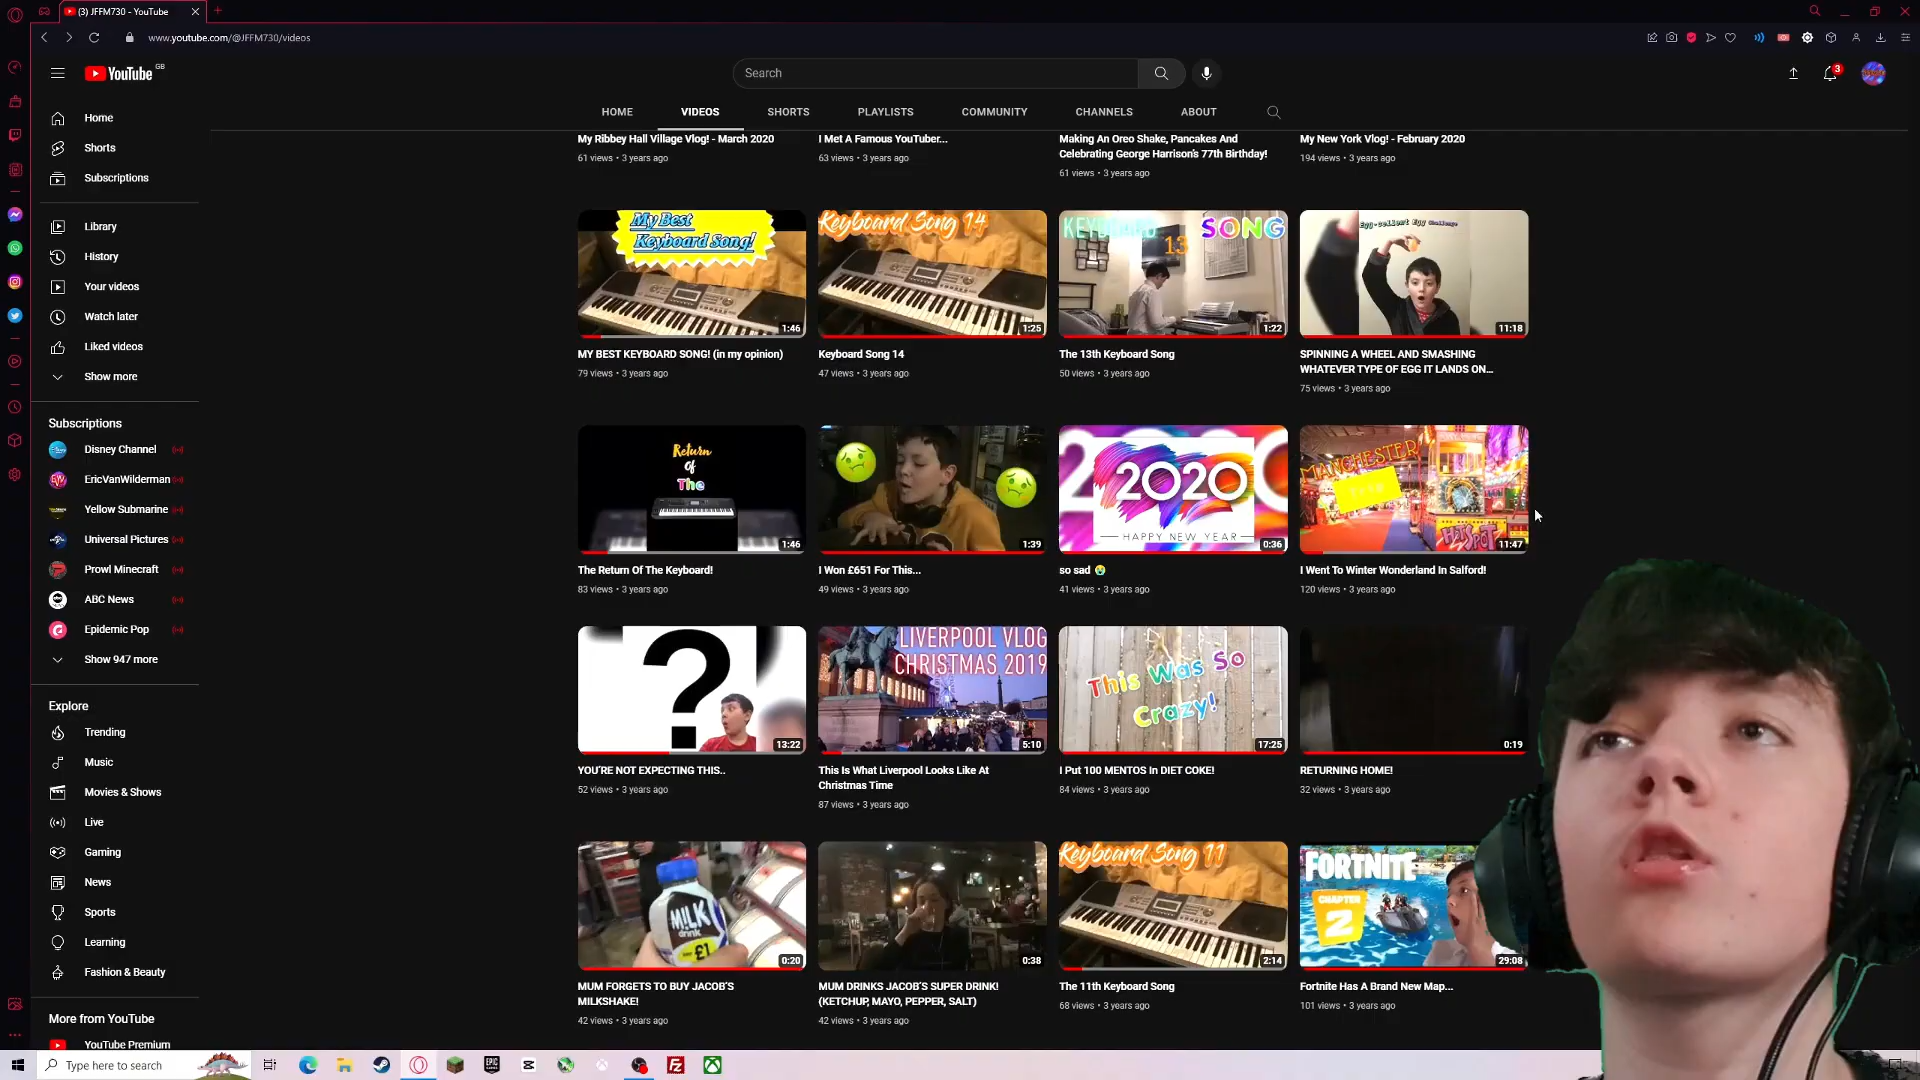 (3) JFFM730 - YouTube
www.youtube.com/@JFFM730/videos
YouTube GB
Search
3
HOME VIDEOS SHORTS PLAYLISTS COMMUNITY CHANNELS ABOUT
Home
Shorts
Subscriptions
Library
History
Your videos
Watch later
Liked videos
Show more
Subscriptions
Disney Channel
EricVanWilderman
Yellow Submarine
Universal Pictures
Prowl Minecraft
ABC News
Epidemic Pop
Show 947 more
Explore
Trending
Music
Movies & Shows
Live
Gaming
News
Sports
Learning
Fashion & Beauty
More from YouTube
YouTube Premium
My Ribbey Hall Village Vlog! - March 2020
61 views • 3 years ago
I Met A Famous YouTuber...
63 views • 3 years ago
Making An Oreo Shake, Pancakes And
Celebrating George Harrison's 77th Birthday!
61 views • 3 years ago
My New York Vlog! - February 2020
194 views • 3 years ago
My Best
Keyboard Song!
1:46
MY BEST KEYBOARD SONG! (in my opinion)
79 views • 3 years ago
Keyboard Song 14
1:25
Keyboard Song 14
47 views • 3 years ago
KEYBOARD SONG
13
1:22
The 13th Keyboard Song
50 views • 3 years ago
Egg-cellent Egg Challenge
11:18
SPINNING A WHEEL AND SMASHING
WHATEVER TYPE OF EGG IT LANDS ON...
75 views • 3 years ago
Return
Of
The
1:46
The Return Of The Keyboard!
83 views • 3 years ago
1:39
I Won £651 For This...
49 views • 3 years ago
2020
HAPPY NEW YEAR
0:36
so sad 😭
41 views • 3 years ago
MANCHESTER
HOTSPOT
11:47
I Went To Winter Wonderland In Salford!
120 views • 3 years ago
?
13:22
YOU'RE NOT EXPECTING THIS..
52 views • 3 years ago
LIVERPOOL VLOG
CHRISTMAS 2019
5:10
This Is What Liverpool Looks Like At
Christmas Time
87 views • 3 years ago
This Was So
Crazy!
17:25
I Put 100 MENTOS In DIET COKE!
84 views • 3 years ago
0:19
RETURNING HOME!
32 views • 3 years ago
M!LK
drink
£1
0:20
MUM FORGETS TO BUY JACOB'S
MILKSHAKE!
42 views • 3 years ago
0:38
MUM DRINKS JACOB'S SUPER DRINK!
(KETCHUP, MAYO, PEPPER, SALT)
42 views • 3 years ago
Keyboard Song 11
2:14
The 11th Keyboard Song
68 views • 3 years ago
FORTNITE
CHAPTER
2
29:08
Fortnite Has A Brand New Map...
101 views • 3 years ago
Type here to search
EPIC
GAMES